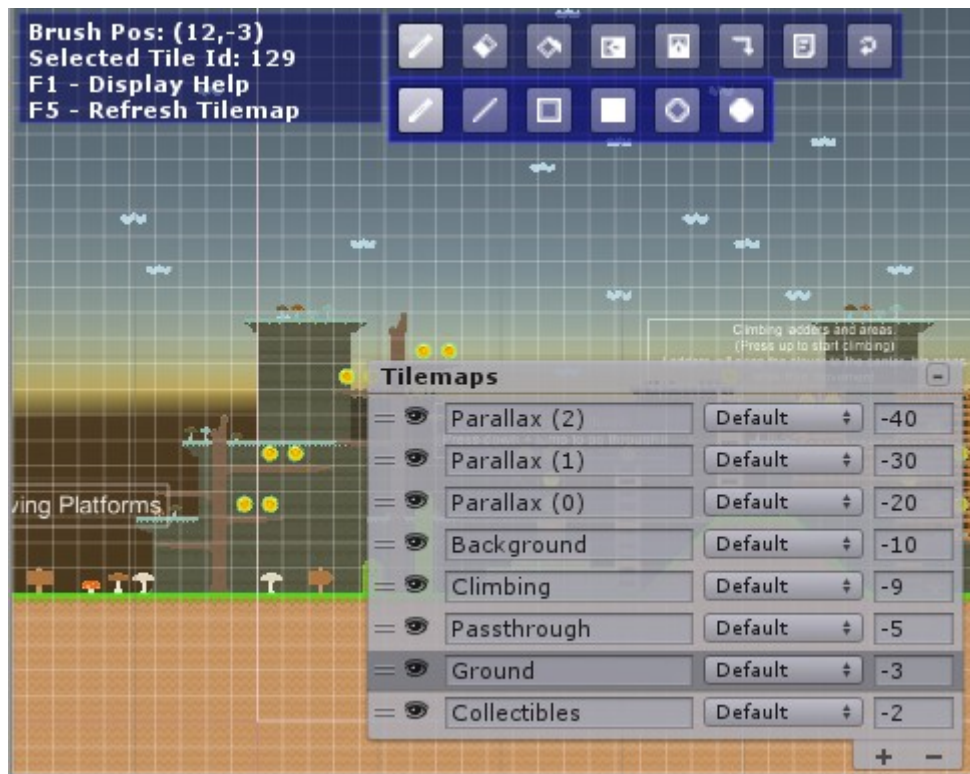 Brush Pos: (12,-3)
Selected Tile Id: 129
F1 - Display Help
F5 - Refresh Tilemap
Climbing ladders and areas.
(Press up to start climbing)
Tilemaps
Parallax (2) Default -40
Parallax (1) Default -30
Parallax (0) Default -20
ving Platforms
Background Default -10
Climbing Default -9
Passthrough Default -5
Ground Default -3
Collectibles Default -2
+ -